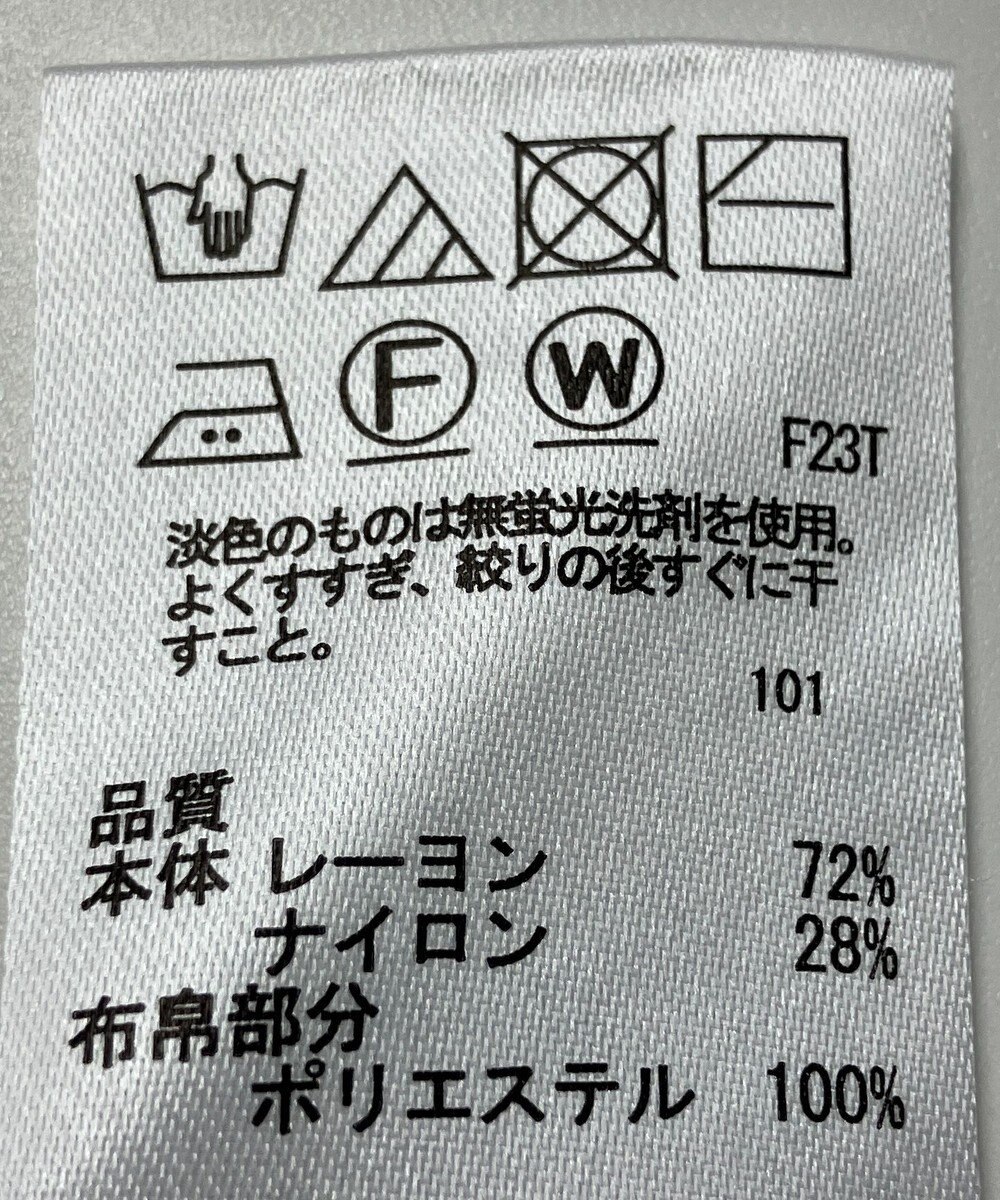 F W
F23T
淡色のものは無蛍光洗剤を使用。
よくすすぎ、絞りの後すぐに干
すこと。
101
品質
本体 レーヨン 72%
ナイロン 28%
布帛部分
ポリエステル 100%